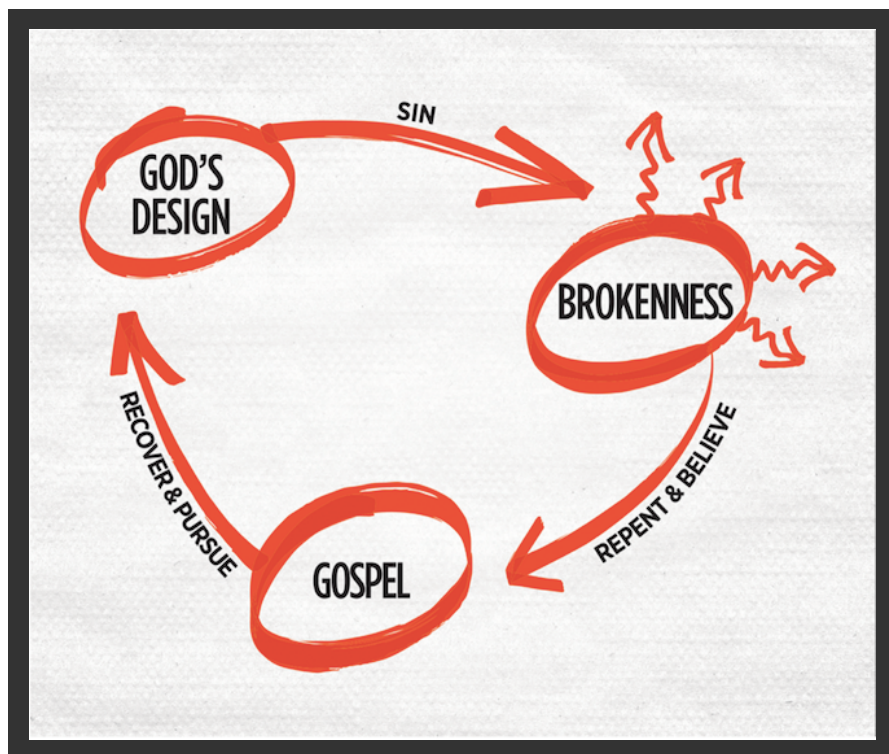 SIN
GOD'S
DESIGN
BROKENNESS
REPENT & BELIEVE
GOSPEL
RECOVER & PURSUE